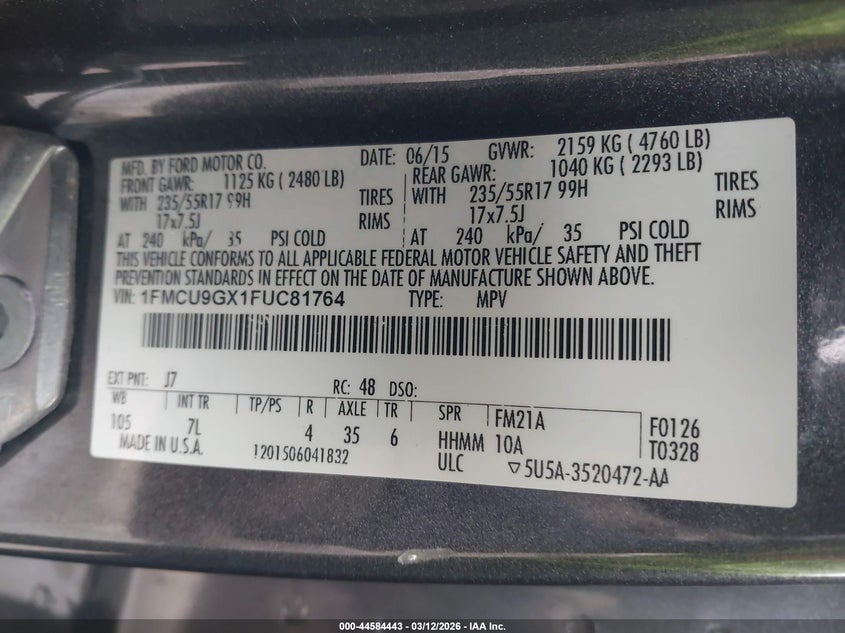 MFD. BY FORD MOTOR CO. DATE: 06/15 GVWR: 2159 KG ( 4760 LB)
FRONT GAWR: 1125 KG ( 2480 LB) REAR GAWR: 1040 KG ( 2293 LB)
WITH 235/55R17 99H TIRES WITH 235/55R17 99H TIRES
17x7.5J RIMS 17x7.5J RIMS
AT 240 kPa/ 35 PSI COLD AT 240 kPa/ 35 PSI COLD
THIS VEHICLE CONFORMS TO ALL APPLICABLE FEDERAL MOTOR VEHICLE SAFETY AND THEFT
PREVENTION STANDARDS IN EFFECT ON THE DATE OF MANUFACTURE SHOWN ABOVE.
VIN: 1FMCU9GX1FUC81764 TYPE: MPV
EXT PNT: J7 RC: 48 DSO:
WB INT TR TP/PS R AXLE TR SPR FM21A F0126
105 7L 4 35 6 HHMM 10A T0328
MADE IN U.S.A. 1201506041832 ULC ▽5U5A-3520472-AA
000-44584443 | 03/12/2026 - IAA Inc.